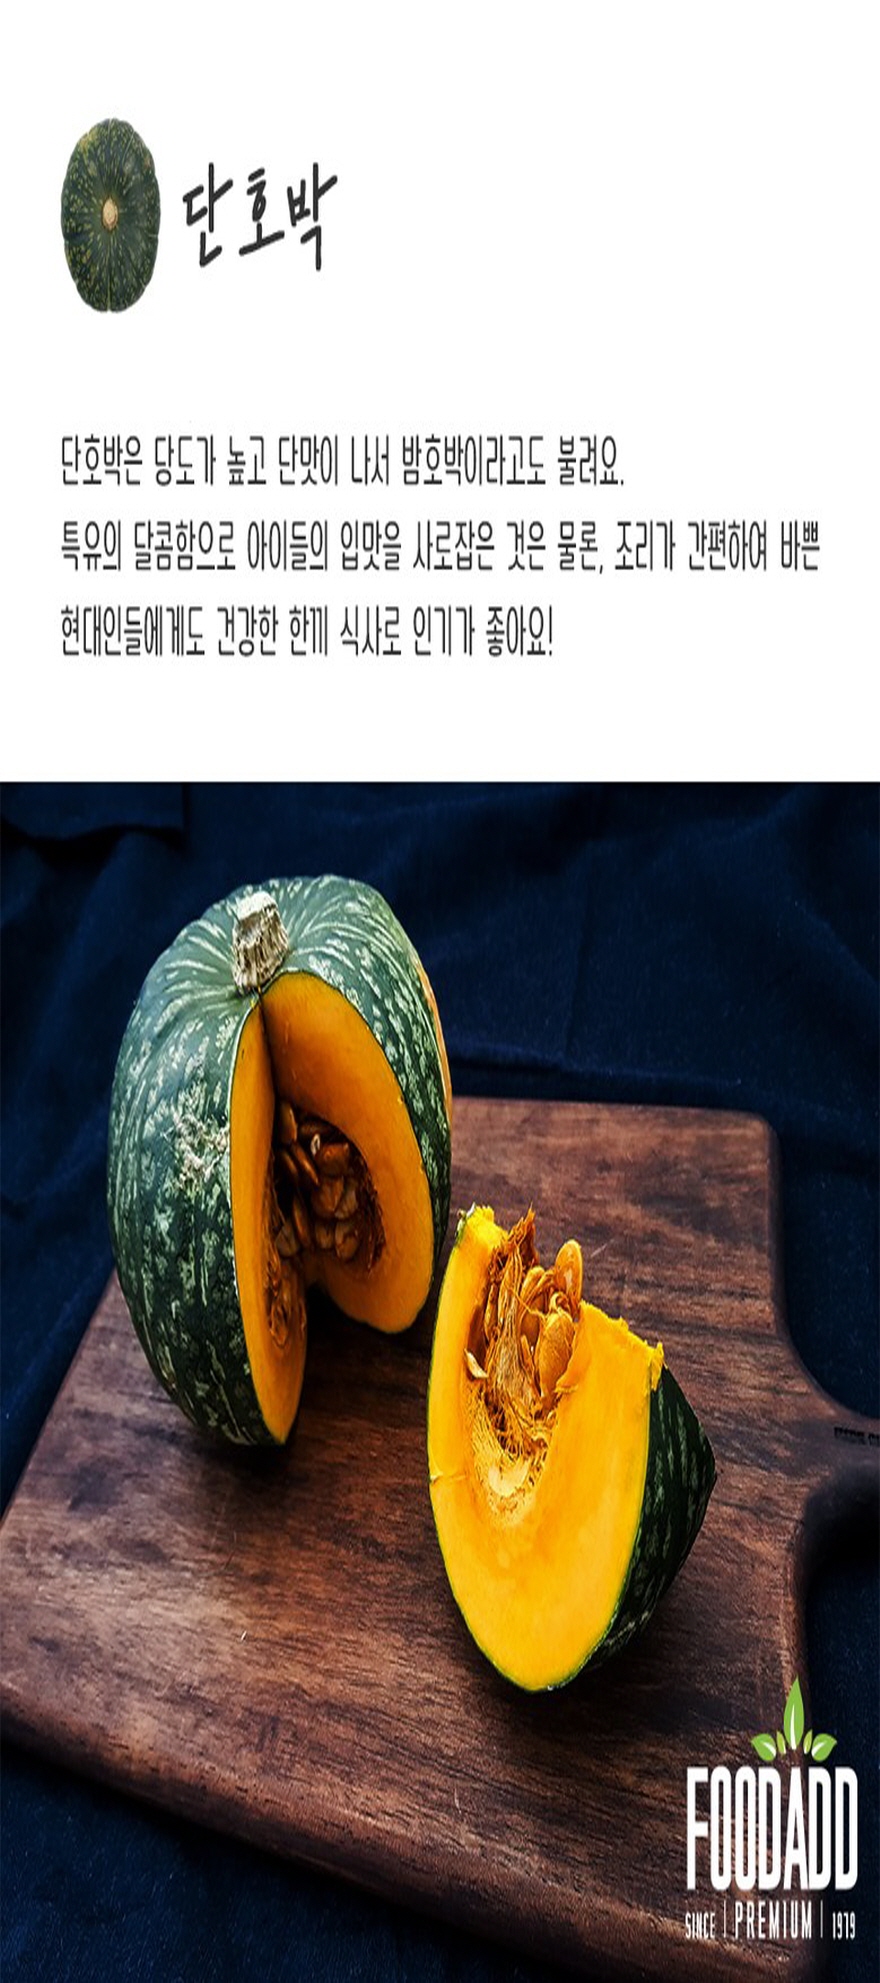 단호박
단호박은 당도가 높고 단맛이 나서 밤호박이라고도 불려요.
특유의 달콤함으로 아이들의 입맛을 사로잡은 것은 물론, 조리가 간편하여 바쁜
현대인들에게도 건강한 한끼 식사로 인기가 좋아요!
FOODADD
SINCE | PREMIUM | 1979